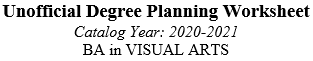 Unofficial Degree Planning Worksheet
Catalog Year: 2020-2021
BA in VISUAL ARTS